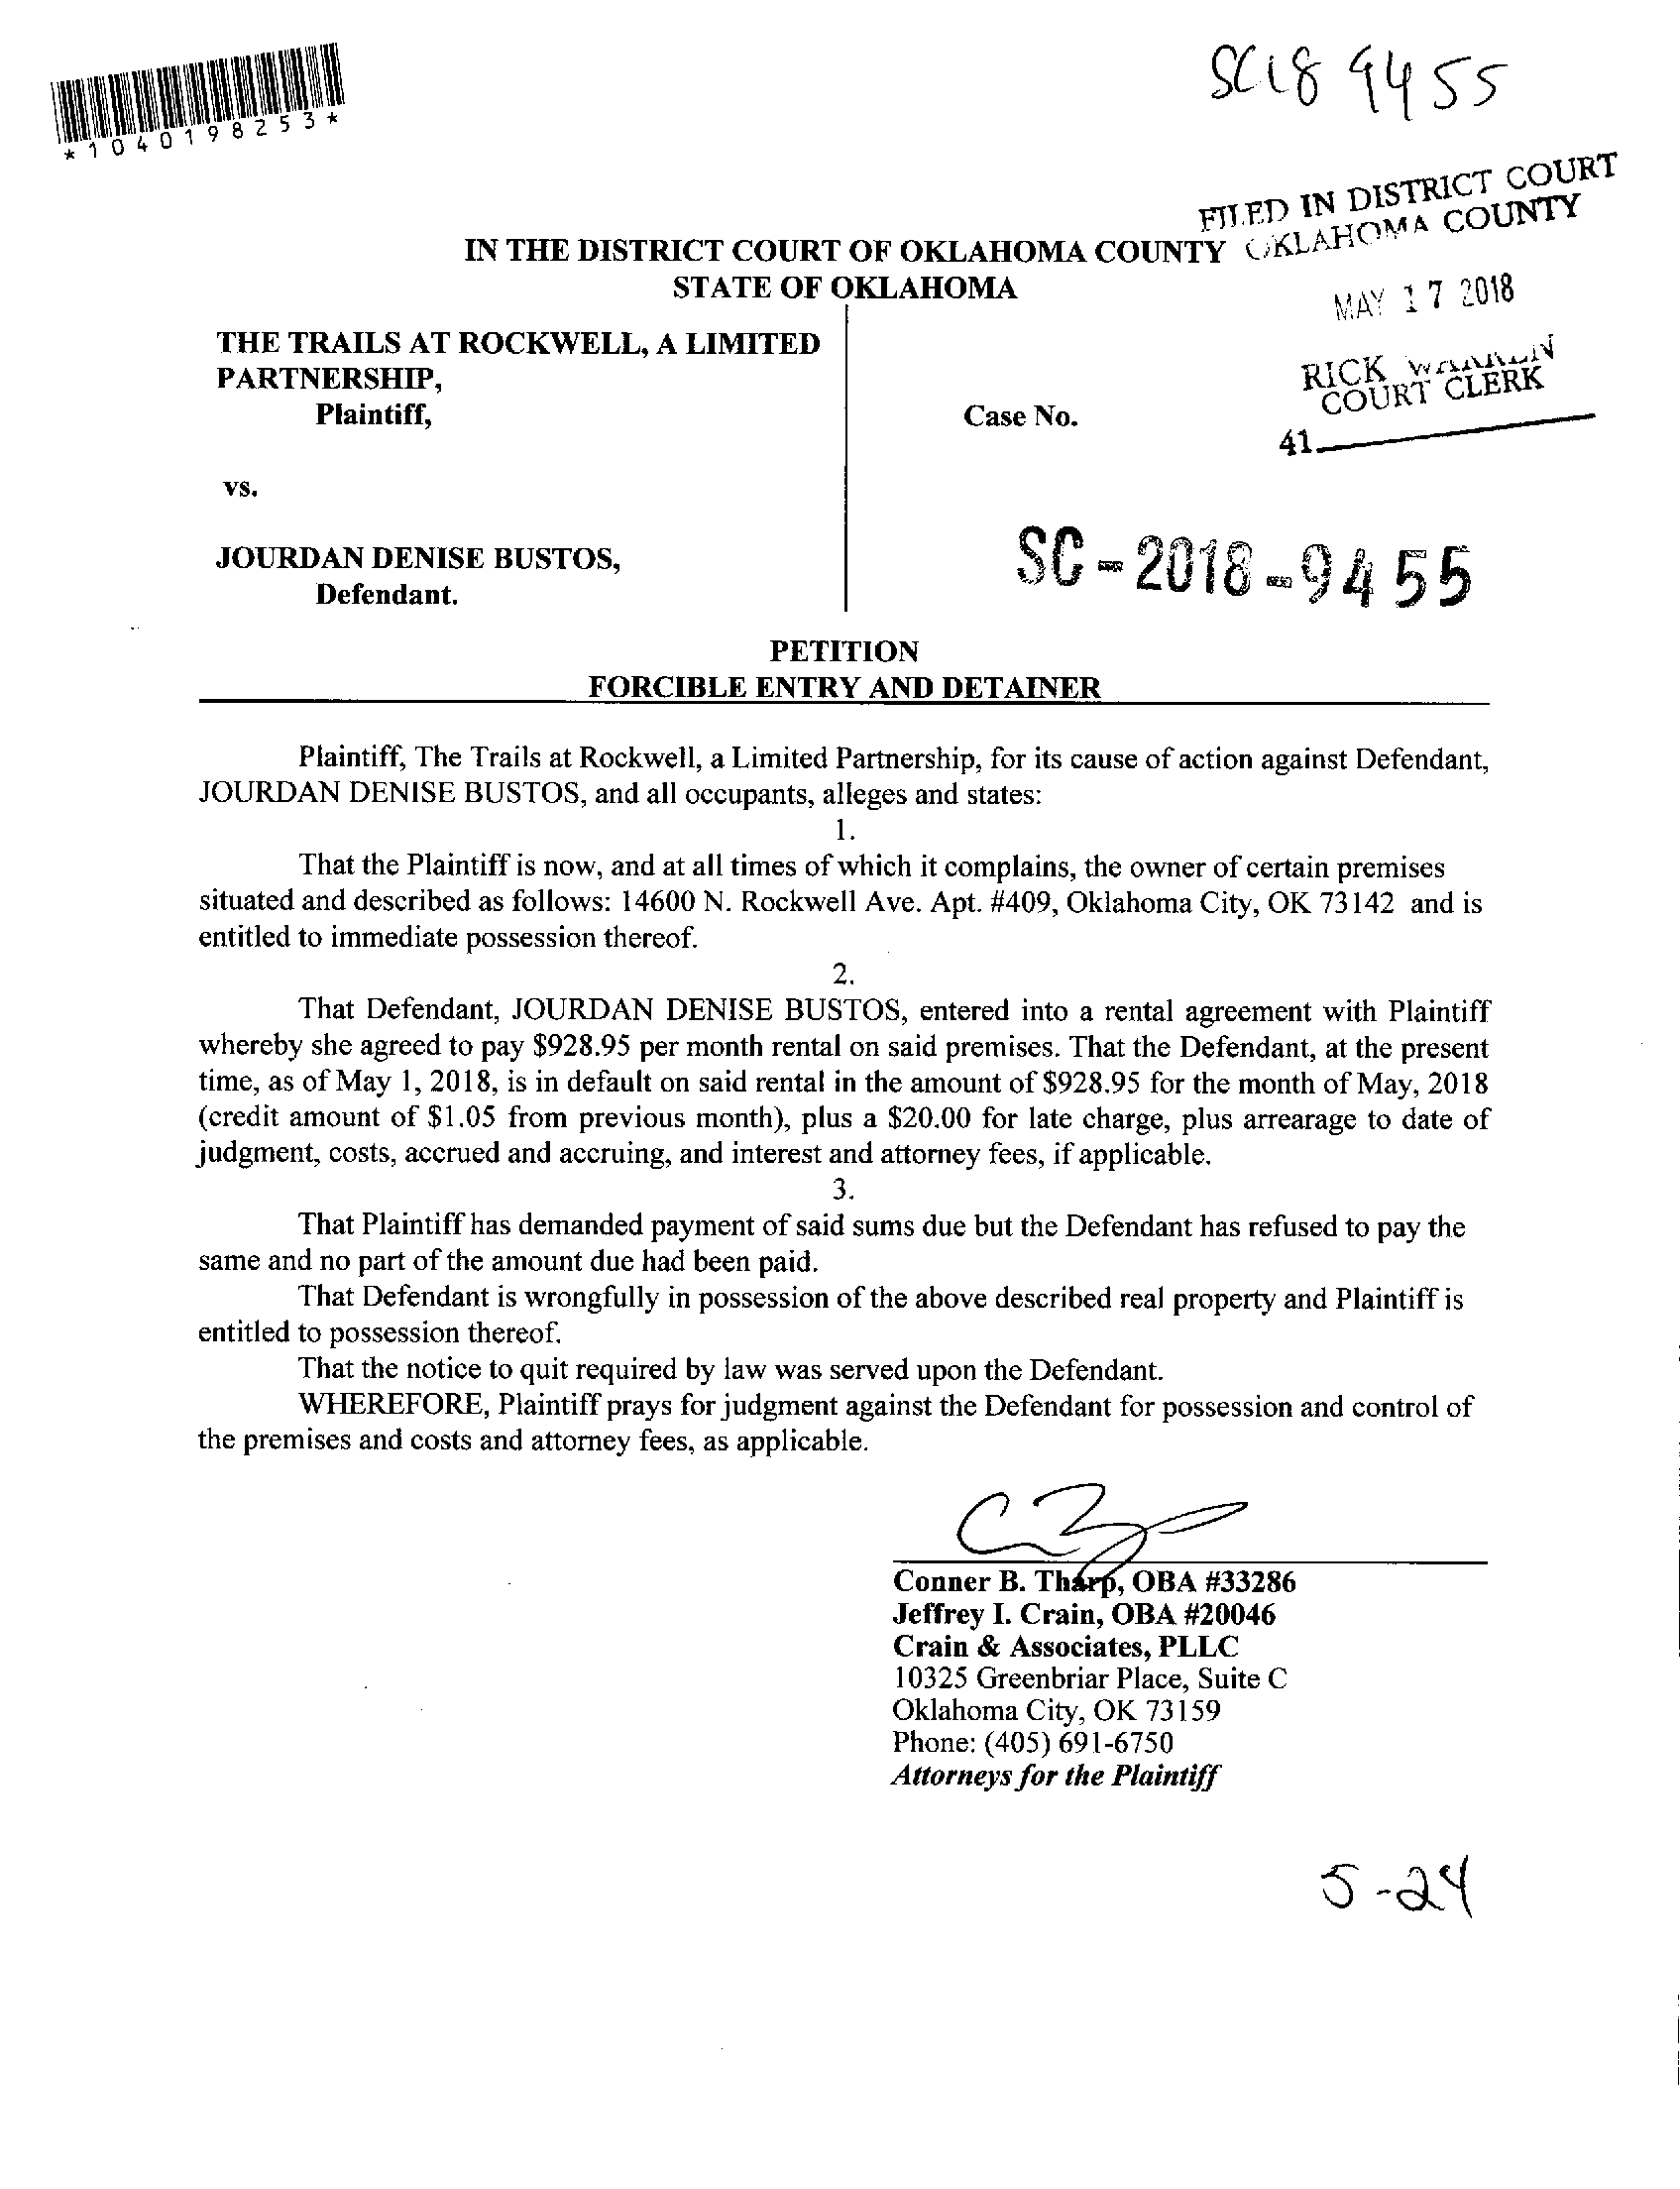 SC18 9455
*1040198253*
FILED IN DISTRICT COURT
OKLAHOMA COUNTY
IN THE DISTRICT COURT OF OKLAHOMA COUNTY
STATE OF OKLAHOMA
MAY 17 2018
THE TRAILS AT ROCKWELL, A LIMITED
PARTNERSHIP,
Plaintiff,
RICK WARREN
COURT CLERK
Case No.
41
vs.
SC-2018-9455
JOURDAN DENISE BUSTOS,
Defendant.
PETITION
FORCIBLE ENTRY AND DETAINER
Plaintiff, The Trails at Rockwell, a Limited Partnership, for its cause of action against Defendant,
JOURDAN DENISE BUSTOS, and all occupants, alleges and states:
1.
That the Plaintiff is now, and at all times of which it complains, the owner of certain premises
situated and described as follows: 14600 N. Rockwell Ave. Apt. #409, Oklahoma City, OK 73142 and is
entitled to immediate possession thereof.
2.
That Defendant, JOURDAN DENISE BUSTOS, entered into a rental agreement with Plaintiff
whereby she agreed to pay $928.95 per month rental on said premises. That the Defendant, at the present
time, as of May 1, 2018, is in default on said rental in the amount of $928.95 for the month of May, 2018
(credit amount of $1.05 from previous month), plus a $20.00 for late charge, plus arrearage to date of
judgment, costs, accrued and accruing, and interest and attorney fees, if applicable.
3.
That Plaintiff has demanded payment of said sums due but the Defendant has refused to pay the
same and no part of the amount due had been paid.
That Defendant is wrongfully in possession of the above described real property and Plaintiff is
entitled to possession thereof.
That the notice to quit required by law was served upon the Defendant.
WHEREFORE, Plaintiff prays for judgment against the Defendant for possession and control of
the premises and costs and attorney fees, as applicable.
Conner B. Tharp, OBA #33286
Jeffrey I. Crain, OBA #20046
Crain & Associates, PLLC
10325 Greenbriar Place, Suite C
Oklahoma City, OK 73159
Phone: (405) 691-6750
Attorneys for the Plaintiff
5-24